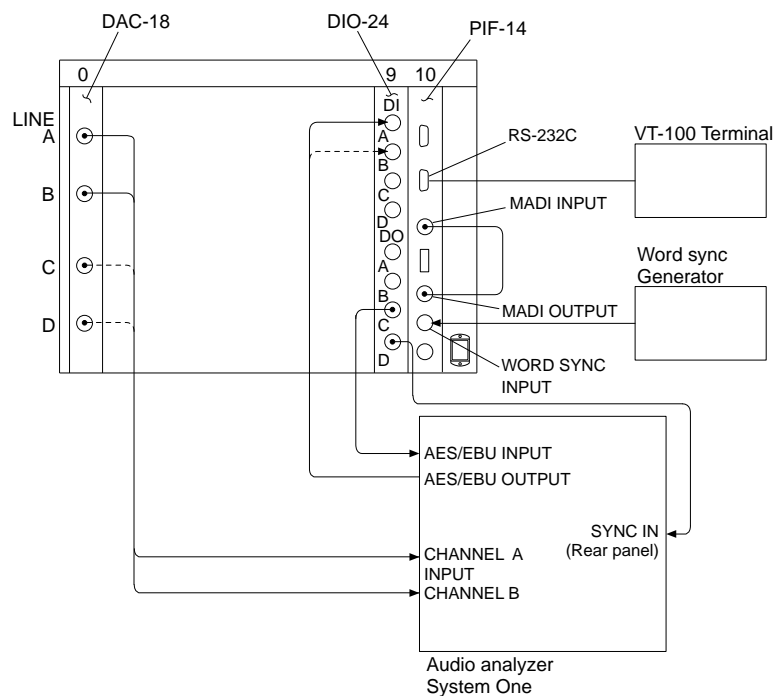 DAC-18
DIO-24
PIF-14
0
9
10
LINE
A
B
C
D
DI
A
B
C
D
DO
A
B
C
D
RS-232C
MADI INPUT
MADI OUTPUT
WORD SYNC
INPUT
VT-100 Terminal
Word sync
Generator
AES/EBU INPUT
AES/EBU OUTPUT
SYNC IN
(Rear panel)
CHANNEL A
INPUT
CHANNEL B
Audio analyzer
System One